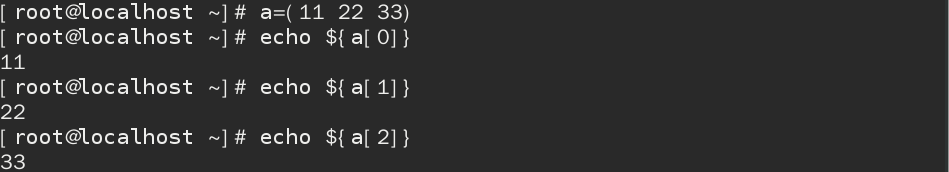 [root@localhost ~]# a=(11 22 33)
[root@localhost ~]# echo ${a[0]}
11
[root@localhost ~]# echo ${a[1]}
22
[root@localhost ~]# echo ${a[2]}
33